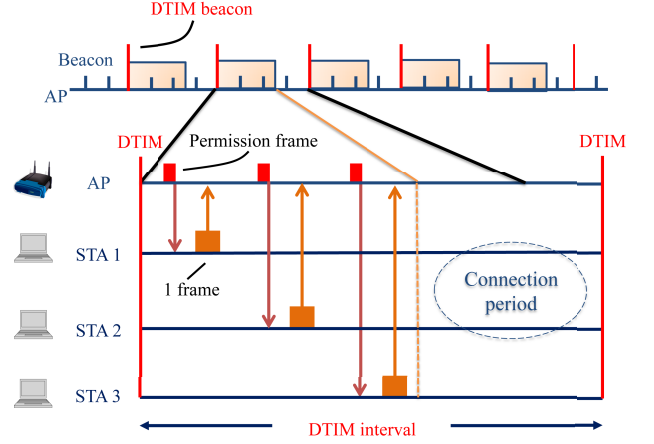 DTIM beacon
Beacon
AP
DTIM
Permission frame
DTIM
AP
STA 1
1 frame
Connection
period
STA 2
STA 3
DTIM interval